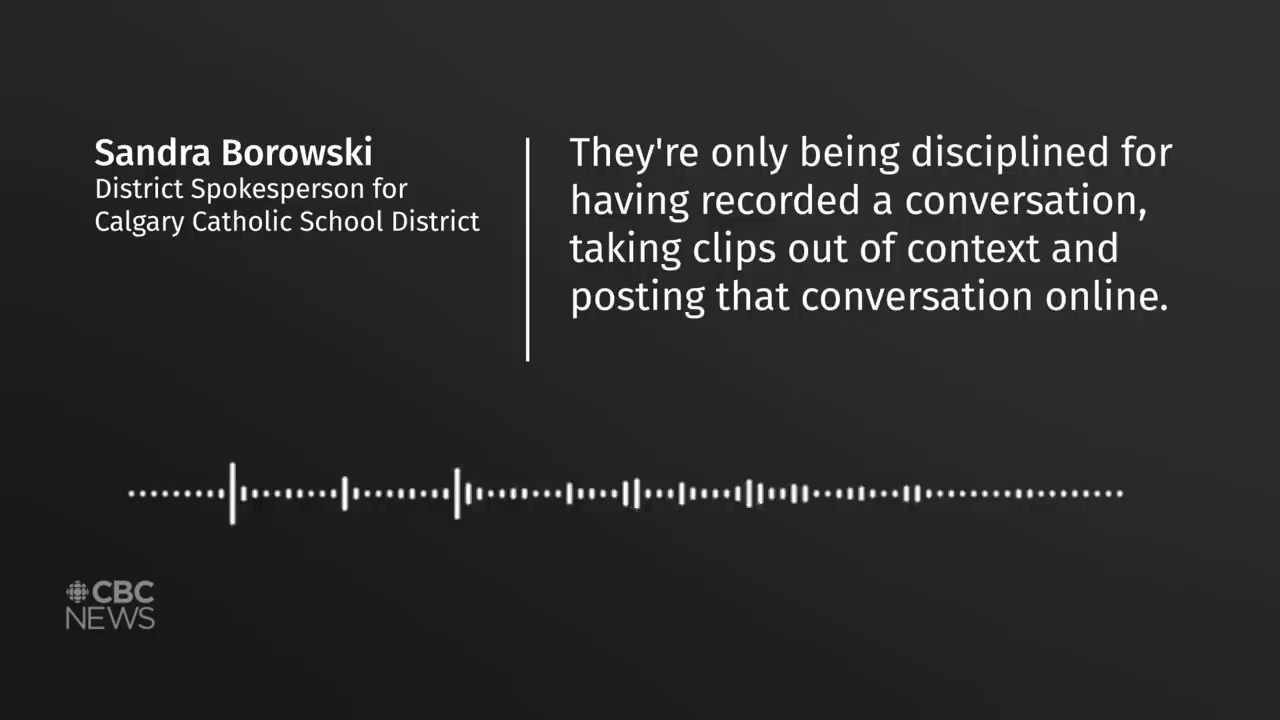 Sandra Borowski
District Spokesperson for
Calgary Catholic School District
They're only being disciplined for
having recorded a conversation,
taking clips out of context and
posting that conversation online.
CBC
NEWS